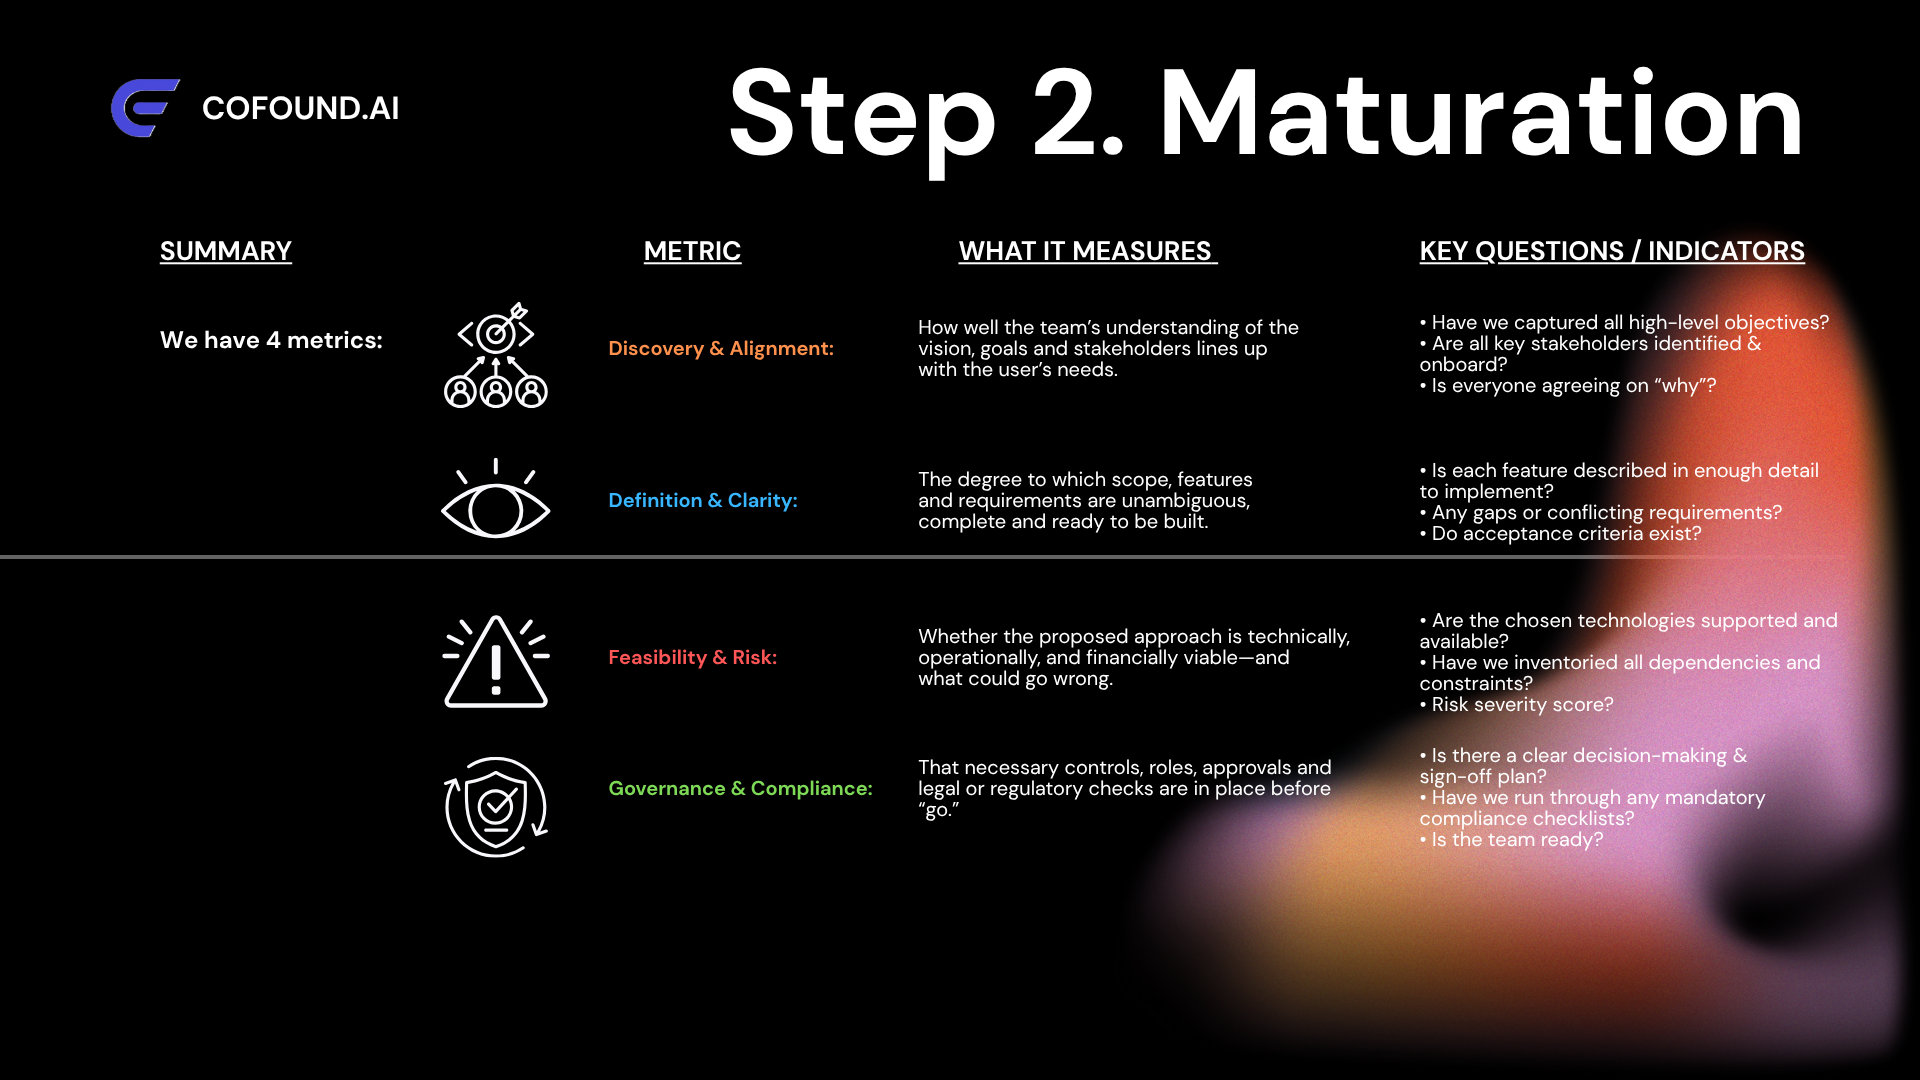 COFOUND.AI
Step 2. Maturation
SUMMARY
METRIC
WHAT IT MEASURES
KEY QUESTIONS / INDICATORS
We have 4 metrics:
Discovery & Alignment:
How well the team’s understanding of the
vision, goals and stakeholders lines up
with the user’s needs.
• Have we captured all high-level objectives?
• Are all key stakeholders identified &
onboard?
• Is everyone agreeing on “why”?
Definition & Clarity:
The degree to which scope, features
and requirements are unambiguous,
complete and ready to be built.
• Is each feature described in enough detail
to implement?
• Any gaps or conflicting requirements?
• Do acceptance criteria exist?
Feasibility & Risk:
Whether the proposed approach is technically,
operationally, and financially viable—and
what could go wrong.
• Are the chosen technologies supported and
available?
• Have we inventoried all dependencies and
constraints?
• Risk severity score?
Governance & Compliance:
That necessary controls, roles, approvals and
legal or regulatory checks are in place before
“go.”
• Is there a clear decision-making &
sign-off plan?
• Have we run through any mandatory
compliance checklists?
• Is the team ready?